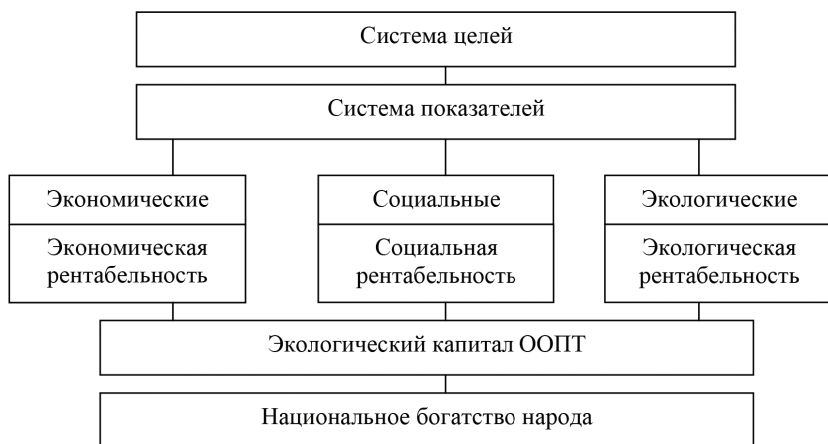 Система целей
Система показателей
Экономические
Социальные
Экологические
Экономическая
рентабельность
Социальная
рентабельность
Экологическая
рентабельность
Экологический капитал ООПТ
Национальное богатство народа